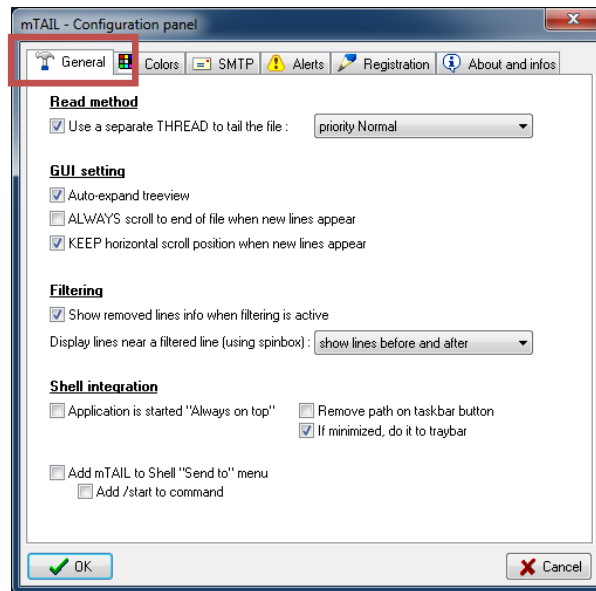 mTAIL - Configuration panel
General Colors SMTP Alerts Registration About and infos
Read method
Use a separate THREAD to tail the file : priority Normal
GUI setting
Auto-expand treeview
ALWAYS scroll to end of file when new lines appear
KEEP horizontal scroll position when new lines appear
Filtering
Show removed lines info when filtering is active
Display lines near a filtered line (using spinbox) : show lines before and after
Shell integration
Application is started "Always on top" Remove path on taskbar button
If minimized, do it to traybar
Add mTAIL to Shell "Send to" menu
Add /start to command
OK Cancel